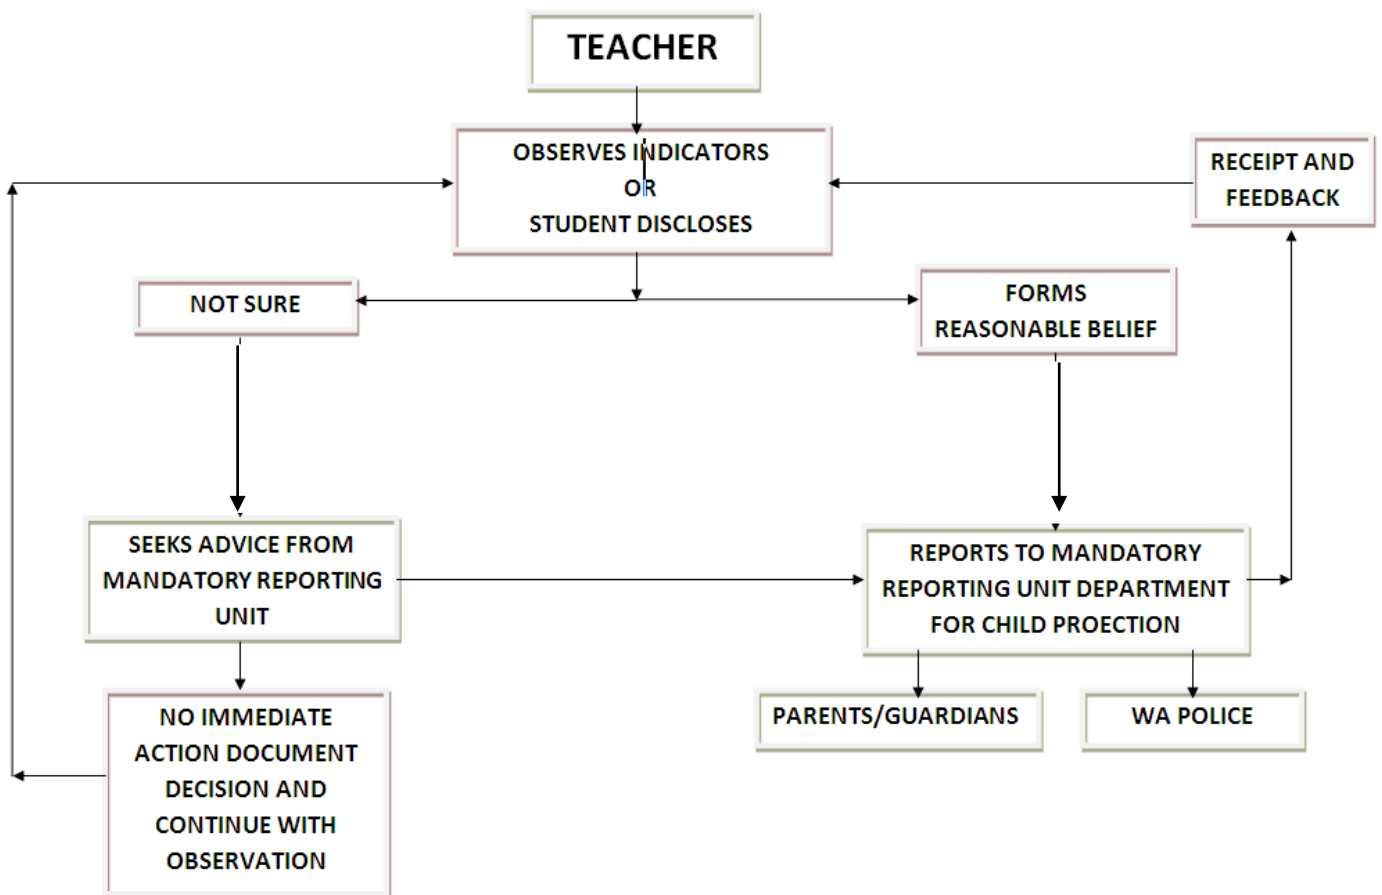 TEACHER
OBSERVES INDICATORS
OR
STUDENT DISCLOSES
RECEIPT AND
FEEDBACK
NOT SURE
FORMS
REASONABLE BELIEF
SEEKS ADVICE FROM
MANDATORY REPORTING
UNIT
REPORTS TO MANDATORY
REPORTING UNIT DEPARTMENT
FOR CHILD PROECTION
NO IMMEDIATE
ACTION DOCUMENT
DECISION AND
CONTINUE WITH
OBSERVATION
PARENTS/GUARDIANS
WA POLICE